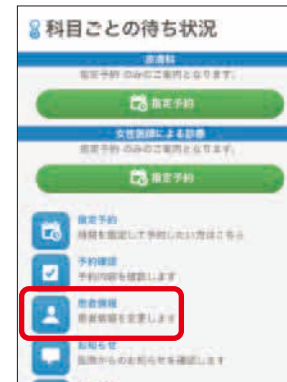 科目ごとの待ち状況
皮膚科
指定予約 のみのご案内となります。
指定予約
女性医師による診療
指定予約 のみのご案内となります。
指定予約
指定予約
時間を指定して予約したい方はこちら
予約確認
予約内容を確認します
患者情報
患者情報を変更します
お知らせ
医院からのお知らせを確認します